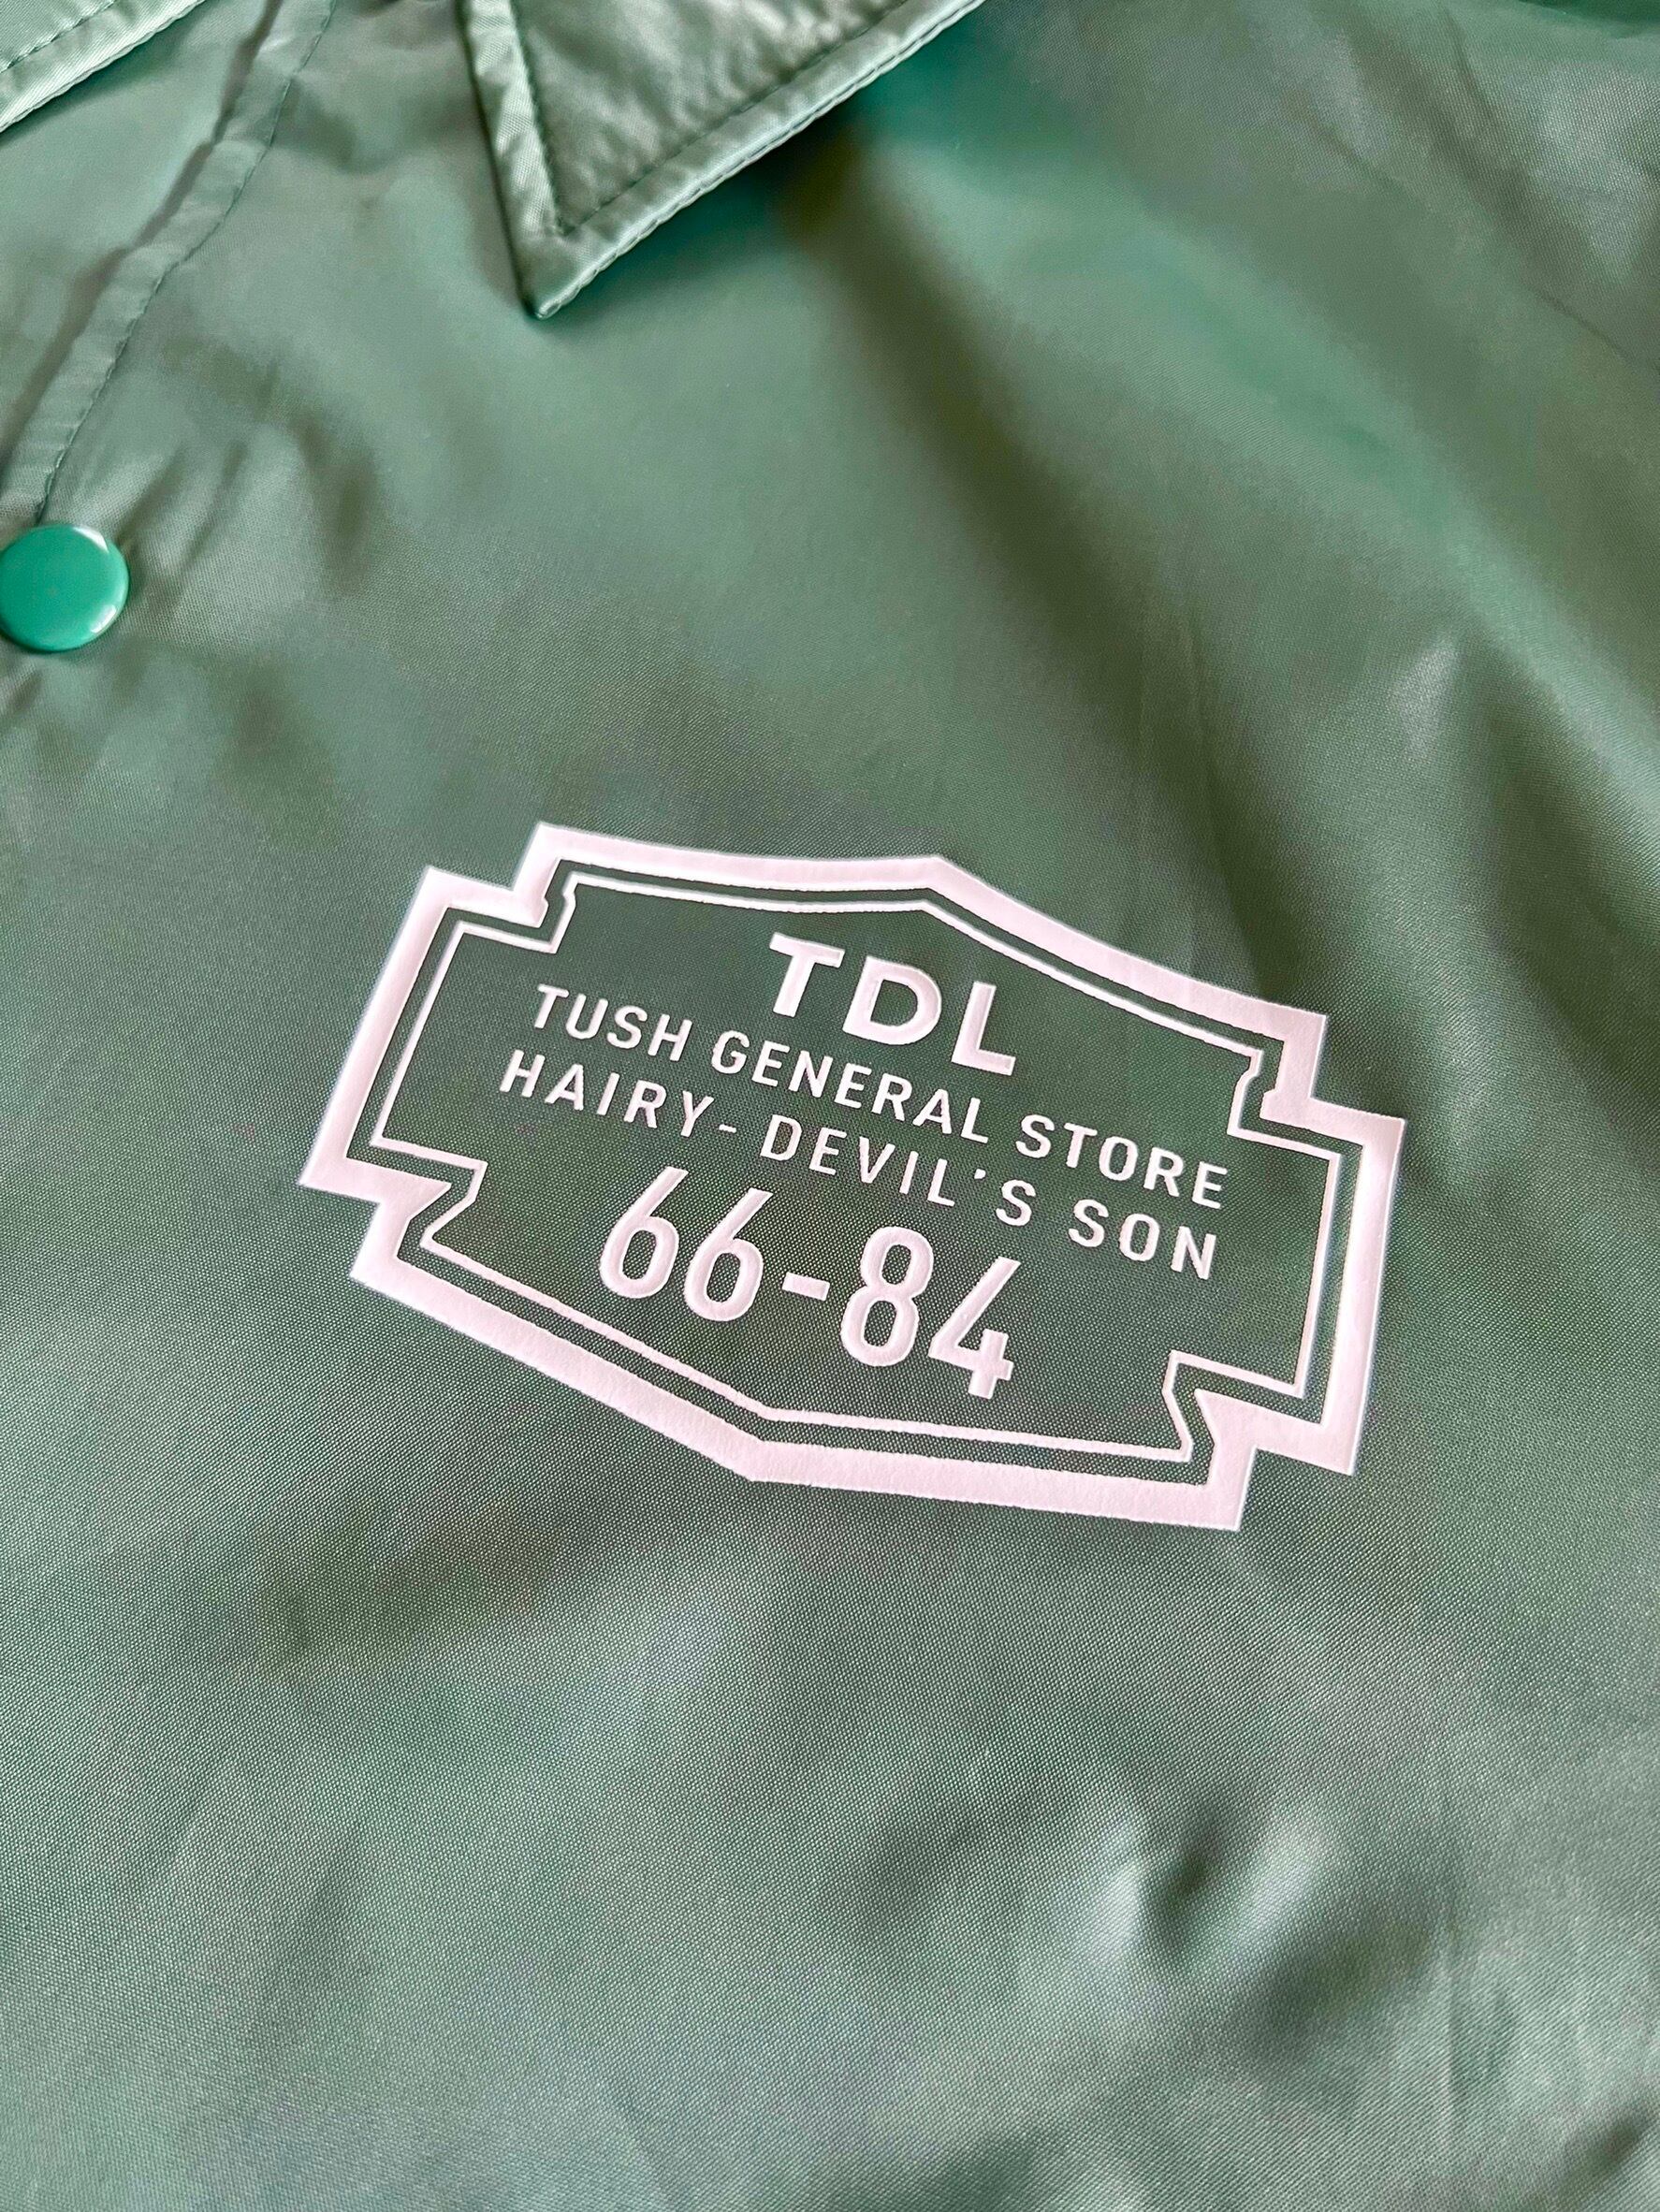 TDL
TUSH GENERAL STORE
HAIRY- DEVIL'S SON
66-84